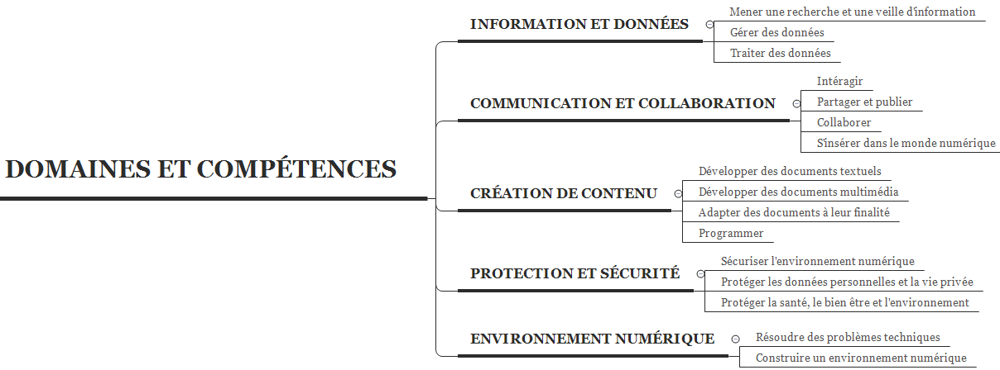 DOMAINES ET COMPÉTENCES
INFORMATION ET DONNÉES
Mener une recherche et une veille d'information
Gérer des données
Traiter des données
COMMUNICATION ET COLLABORATION
Intéragir
Partager et publier
Collaborer
S'insérer dans le monde numérique
CRÉATION DE CONTENU
Développer des documents textuels
Développer des documents multimédia
Adapter des documents à leur finalité
Programmer
PROTECTION ET SÉCURITÉ
Sécuriser l'environnement numérique
Protéger les données personnelles et la vie privée
Protéger la santé, le bien être et l'environnement
ENVIRONNEMENT NUMÉRIQUE
Résoudre des problèmes techniques
Construire un environnement numérique